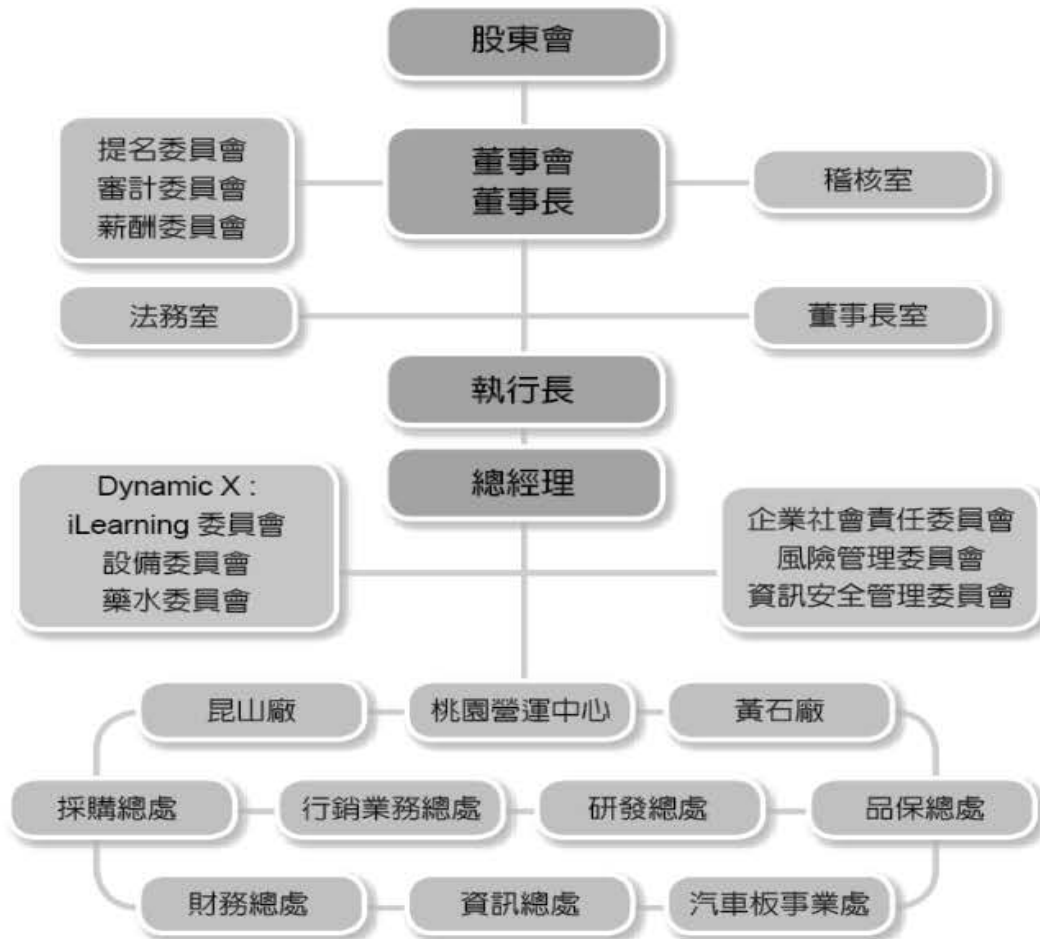 股東會
提名委員會
審計委員會
薪酬委員會
董事會
董事長
稽核室
法務室
董事長室
執行長
總經理
Dynamic X :
iLearning 委員會
設備委員會
藥水委員會
企業社會責任委員會
風險管理委員會
資訊安全管理委員會
昆山廠
桃園營運中心
黃石廠
採購總處
行銷業務總處
研發總處
品保總處
財務總處
資訊總處
汽車板事業處